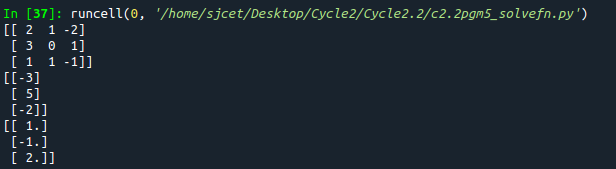 In [37]: runcell(0, '/home/sjcet/Desktop/Cycle2/Cycle2.2/c2.2pgm5_solvefn.py')
[[ 2  1 -2]
 [ 3  0  1]
 [ 1  1 -1]]
[[-3]
 [ 5]
 [-2]]
[[ 1.]
 [-1.]
 [ 2.]]